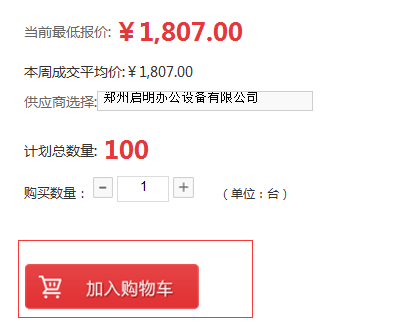 当前最低报价: ¥1,807.00
本周成交平均价:¥1,807.00
供应商选择:郑州启明办公设备有限公司
计划总数量: 100
购买数量： - 1 + （单位：台）
加入购物车